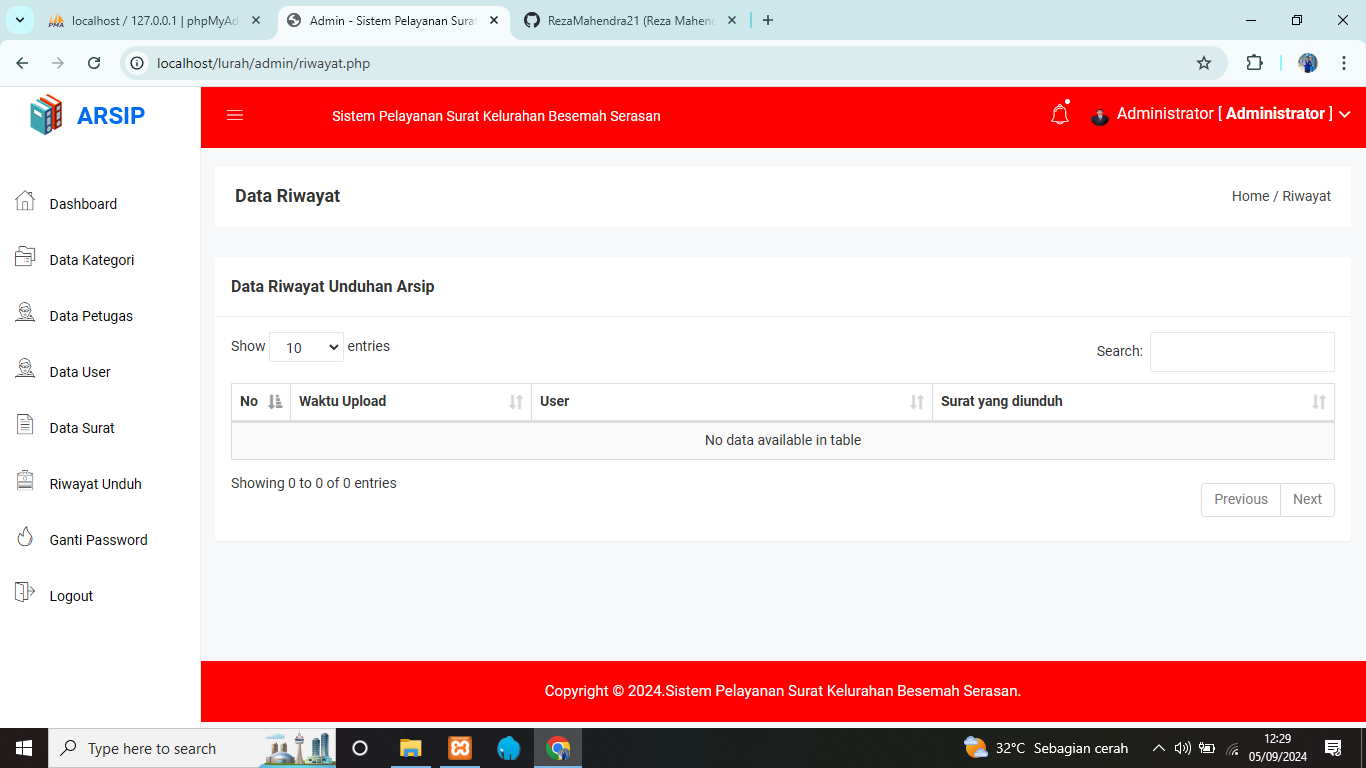 localhost / 127.0.0.1 | phpMyAd
Admin - Sistem Pelayanan Surat
RezaMahendra21 (Reza Mahend
localhost/lurah/admin/riwayat.php
ARSIP
Sistem Pelayanan Surat Kelurahan Besemah Serasan
Administrator [ Administrator ]
Dashboard
Data Kategori
Data Petugas
Data User
Data Surat
Riwayat Unduh
Ganti Password
Logout
Data Riwayat
Home / Riwayat
Data Riwayat Unduhan Arsip
Show 10 entries
Search:
No Waktu Upload User Surat yang diunduh
No data available in table
Showing 0 to 0 of 0 entries
Previous Next
Copyright © 2024.Sistem Pelayanan Surat Kelurahan Besemah Serasan.
Type here to search
32°C Sebagian cerah
12:29
05/09/2024